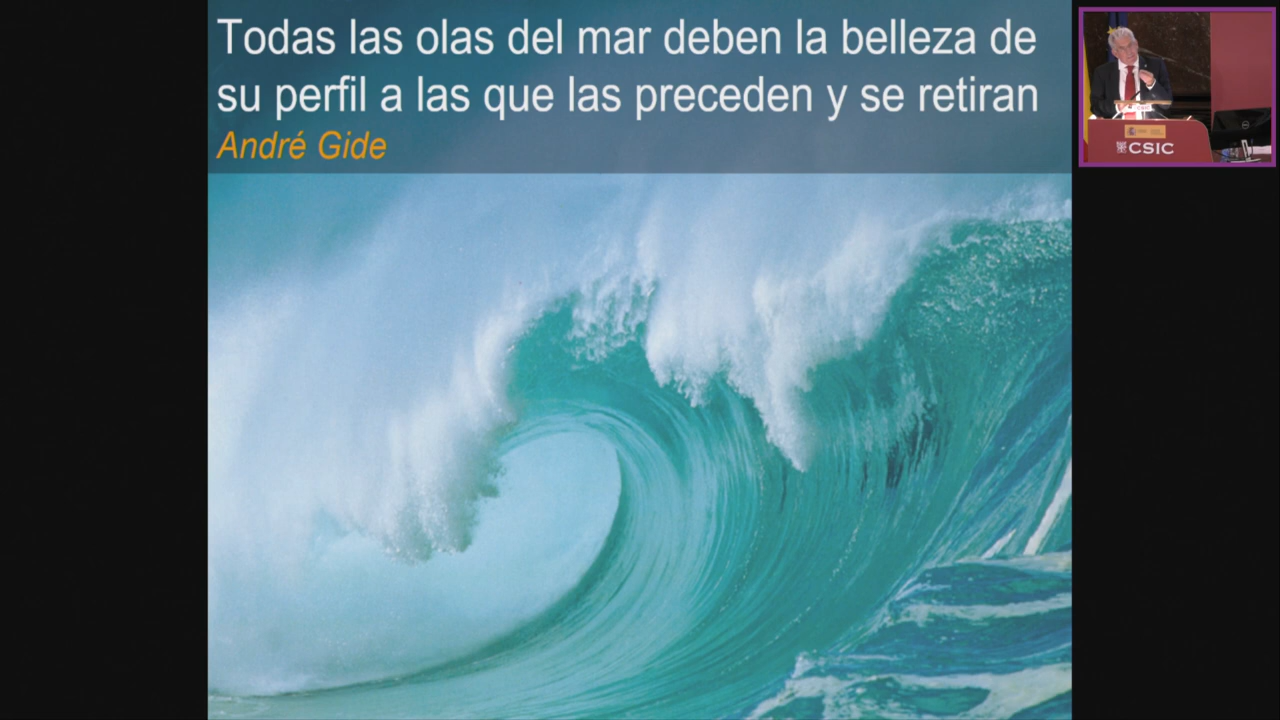 Todas las olas del mar deben la belleza de
su perfil a las que las preceden y se retiran
André Gide
CSIC